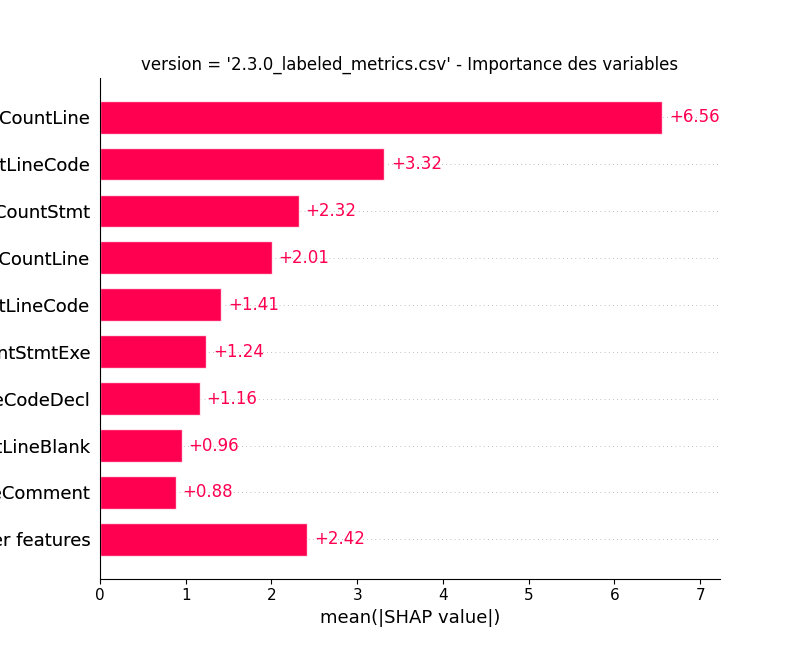 version = '2.3.0_labeled_metrics.csv' - Importance des variables
CountLine +6.56
tLineCode +3.32
CountStmt +2.32
CountLine +2.01
tLineCode +1.41
ntStmtExe +1.24
eCodeDecl +1.16
tLineBlank +0.96
eComment +0.88
er features +2.42
0 1 2 3 4 5 6 7
mean(|SHAP value|)